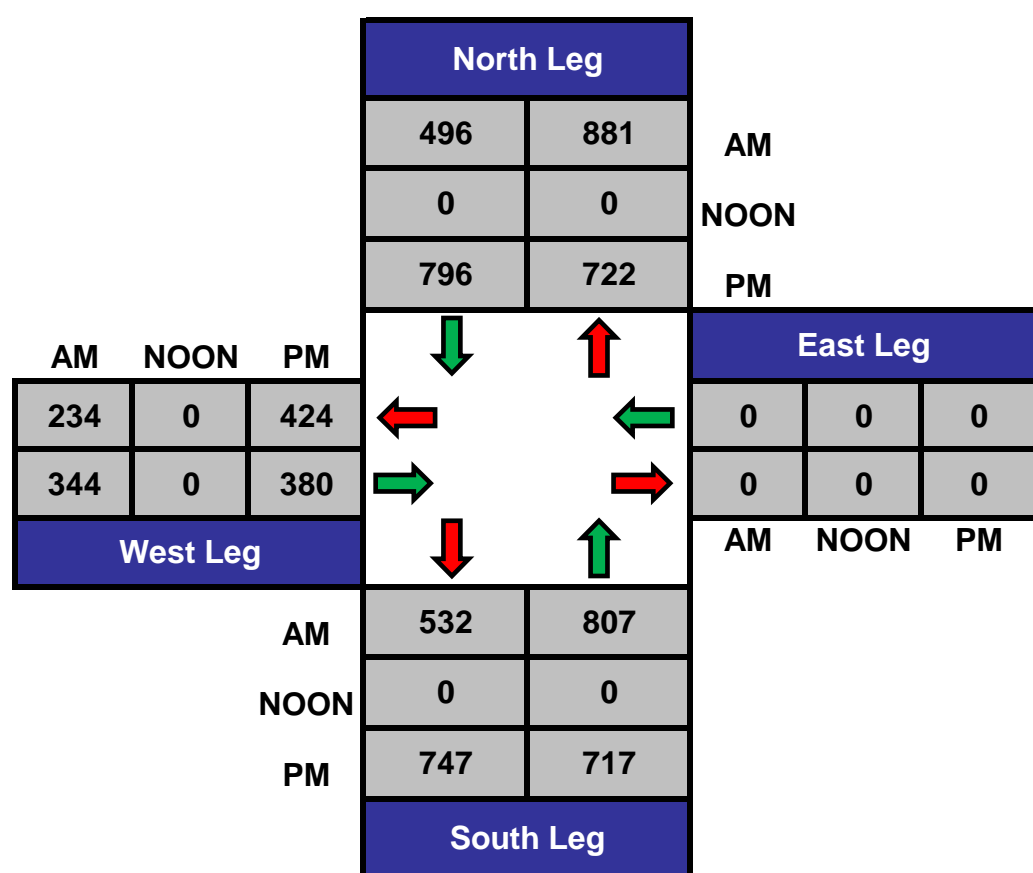 North Leg
496 881 AM
0 0 NOON
796 722 PM
East Leg
AM NOON PM
234 0 424 0 0 0
344 0 380 0 0 0
West Leg
AM NOON PM
AM 532 807
NOON 0 0
PM 747 717
South Leg